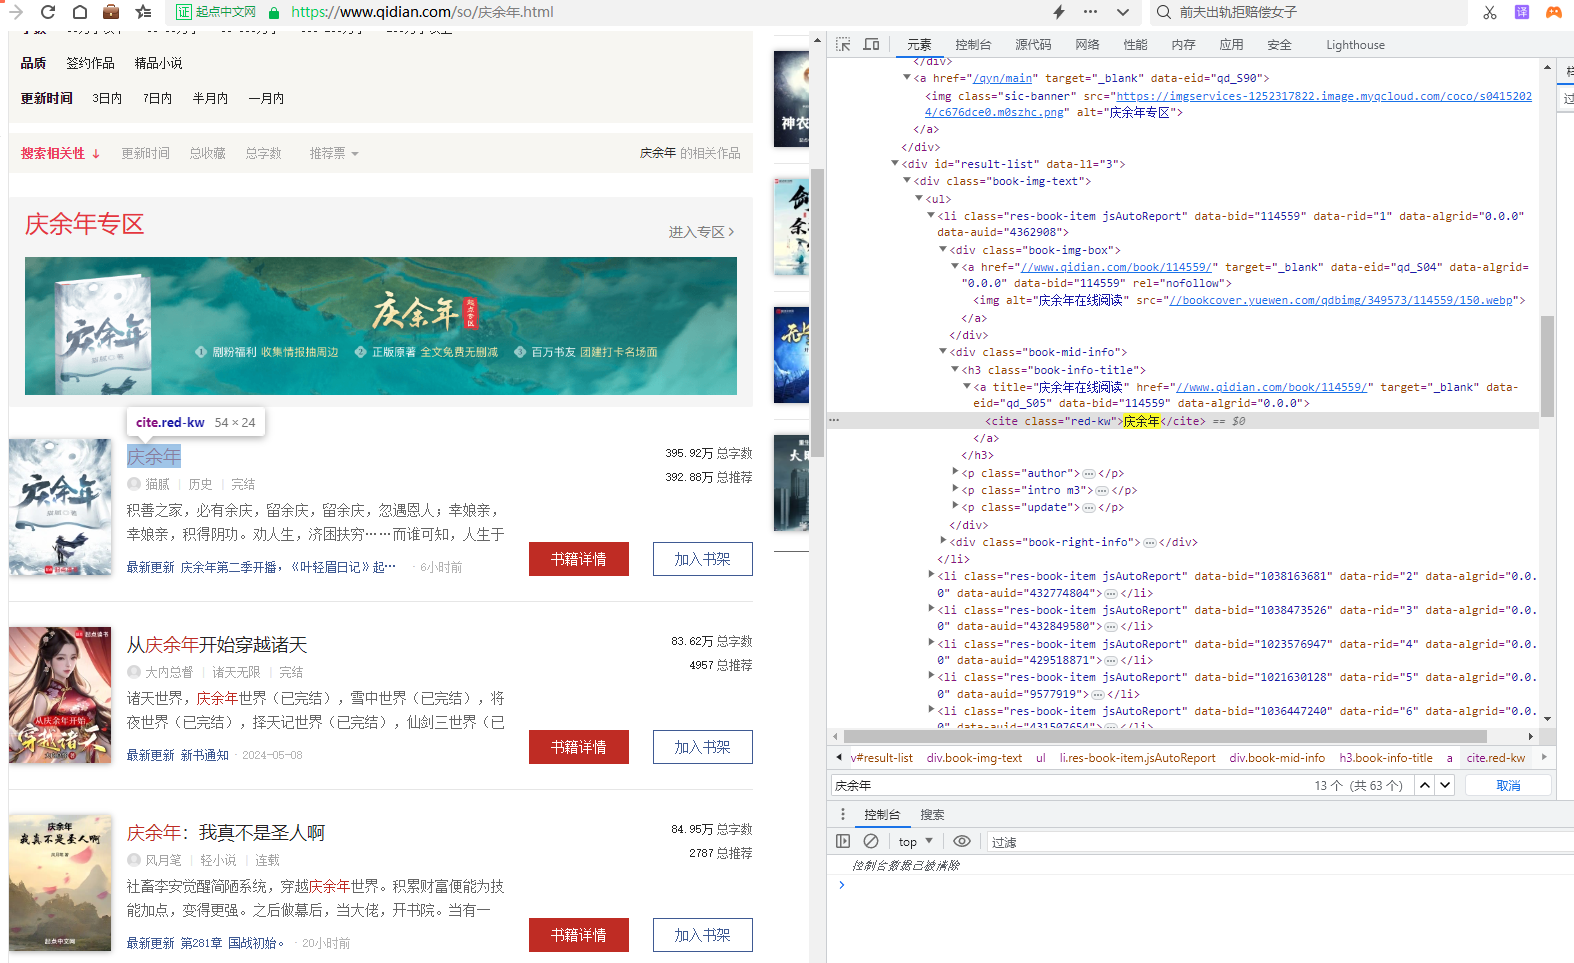 证 起点中文网 https://www.qidian.com/so/庆余年.html
前夫出轨拒赔偿女子
译
品质 签约作品 精品小说
更新时间 3日内 7日内 半月内 一月内
搜索相关性 ↓ 更新时间 总收藏 总字数 推荐票
庆余年 的相关作品
庆余年专区
进入专区 >
庆余年 起点专区
剧粉福利 收集情报抽周边 正版原著 全文免费无删减 百万书友 团建打卡名场面
cite.red-kw 54 × 24
庆余年
395.92万 总字数
392.88万 总推荐
猫腻 | 历史 | 完结
积善之家，必有余庆，留余庆，留余庆，忽遇恩人；幸娘亲，
幸娘亲，积得阴功。劝人生，济困扶穷……而谁可知，人生于
书籍详情 加入书架
最新更新 庆余年第二季开播，《叶轻眉日记》起… · 6小时前
从庆余年开始穿越诸天
83.62万 总字数
4957 总推荐
大内总督 | 诸天无限 | 完结
诸天世界，庆余年世界（已完结），雪中世界（已完结），将
夜世界（已完结），择天记世界（已完结），仙剑三世界（已
书籍详情 加入书架
最新更新 新书通知 · 2024-05-08
从庆余年开始
穿越诸天
庆余年：我真不是圣人啊
84.95万 总字数
2787 总推荐
风月笔 | 轻小说 | 连载
社畜李安觉醒简陋系统，穿越庆余年世界。积累财富便能为技
能加点，变得更强。之后做幕后，当大佬，开书院。当有一
书籍详情 加入书架
最新更新 第281章 国战初始。 · 20小时前
庆余年
我真不是圣人啊
起点中文网
神农
元素 控制台 源代码 网络 性能 内存 应用 安全 Lighthouse
</div>
<a href="/qyn/main" target="_blank" data-eid="qd_S90">
<img class="sic-banner" src="https://imgservices-1252317822.image.myqcloud.com/coco/s0415202
4/c676dce0.m0szhc.png" alt="庆余年专区">
</a>
</div>
<div id="result-list" data-l1="3">
<div class="book-img-text">
<ul>
<li class="res-book-item jsAutoReport" data-bid="114559" data-rid="1" data-algrid="0.0.0"
data-auid="4362908">
<div class="book-img-box">
<a href="//www.qidian.com/book/114559/" target="_blank" data-eid="qd_S04" data-algrid=
"0.0.0" data-bid="114559" rel="nofollow">
<img alt="庆余年在线阅读" src="//bookcover.yuewen.com/qdbimg/349573/114559/150.webp">
</a>
</div>
<div class="book-mid-info">
<h3 class="book-info-title">
<a title="庆余年在线阅读" href="//www.qidian.com/book/114559/" target="_blank" data-
eid="qd_S05" data-bid="114559" data-algrid="0.0.0">
<cite class="red-kw">庆余年</cite> == $0
</a>
</h3>
<p class="author">…</p>
<p class="intro m3">…</p>
<p class="update">…</p>
</div>
<div class="book-right-info">…</div>
</li>
<li class="res-book-item jsAutoReport" data-bid="1038163681" data-rid="2" data-algrid="0.0.
0" data-auid="432774804">…</li>
<li class="res-book-item jsAutoReport" data-bid="1038473526" data-rid="3" data-algrid="0.0.
0" data-auid="432849580">…</li>
<li class="res-book-item jsAutoReport" data-bid="1023576947" data-rid="4" data-algrid="0.0.
0" data-auid="429518871">…</li>
<li class="res-book-item jsAutoReport" data-bid="1021630128" data-rid="5" data-algrid="0.0.
0" data-auid="9577919">…</li>
<li class="res-book-item jsAutoReport" data-bid="1036447240" data-rid="6" data-algrid="0.0.
0" data-auid="431507654">…</li>
v#result-list div.book-img-text ul li.res-book-item.jsAutoReport div.book-mid-info h3.book-info-title a cite.red-kw
庆余年 13 个 (共 63 个) 取消
控制台 搜索
top 过滤
控制台数据已被清除
>